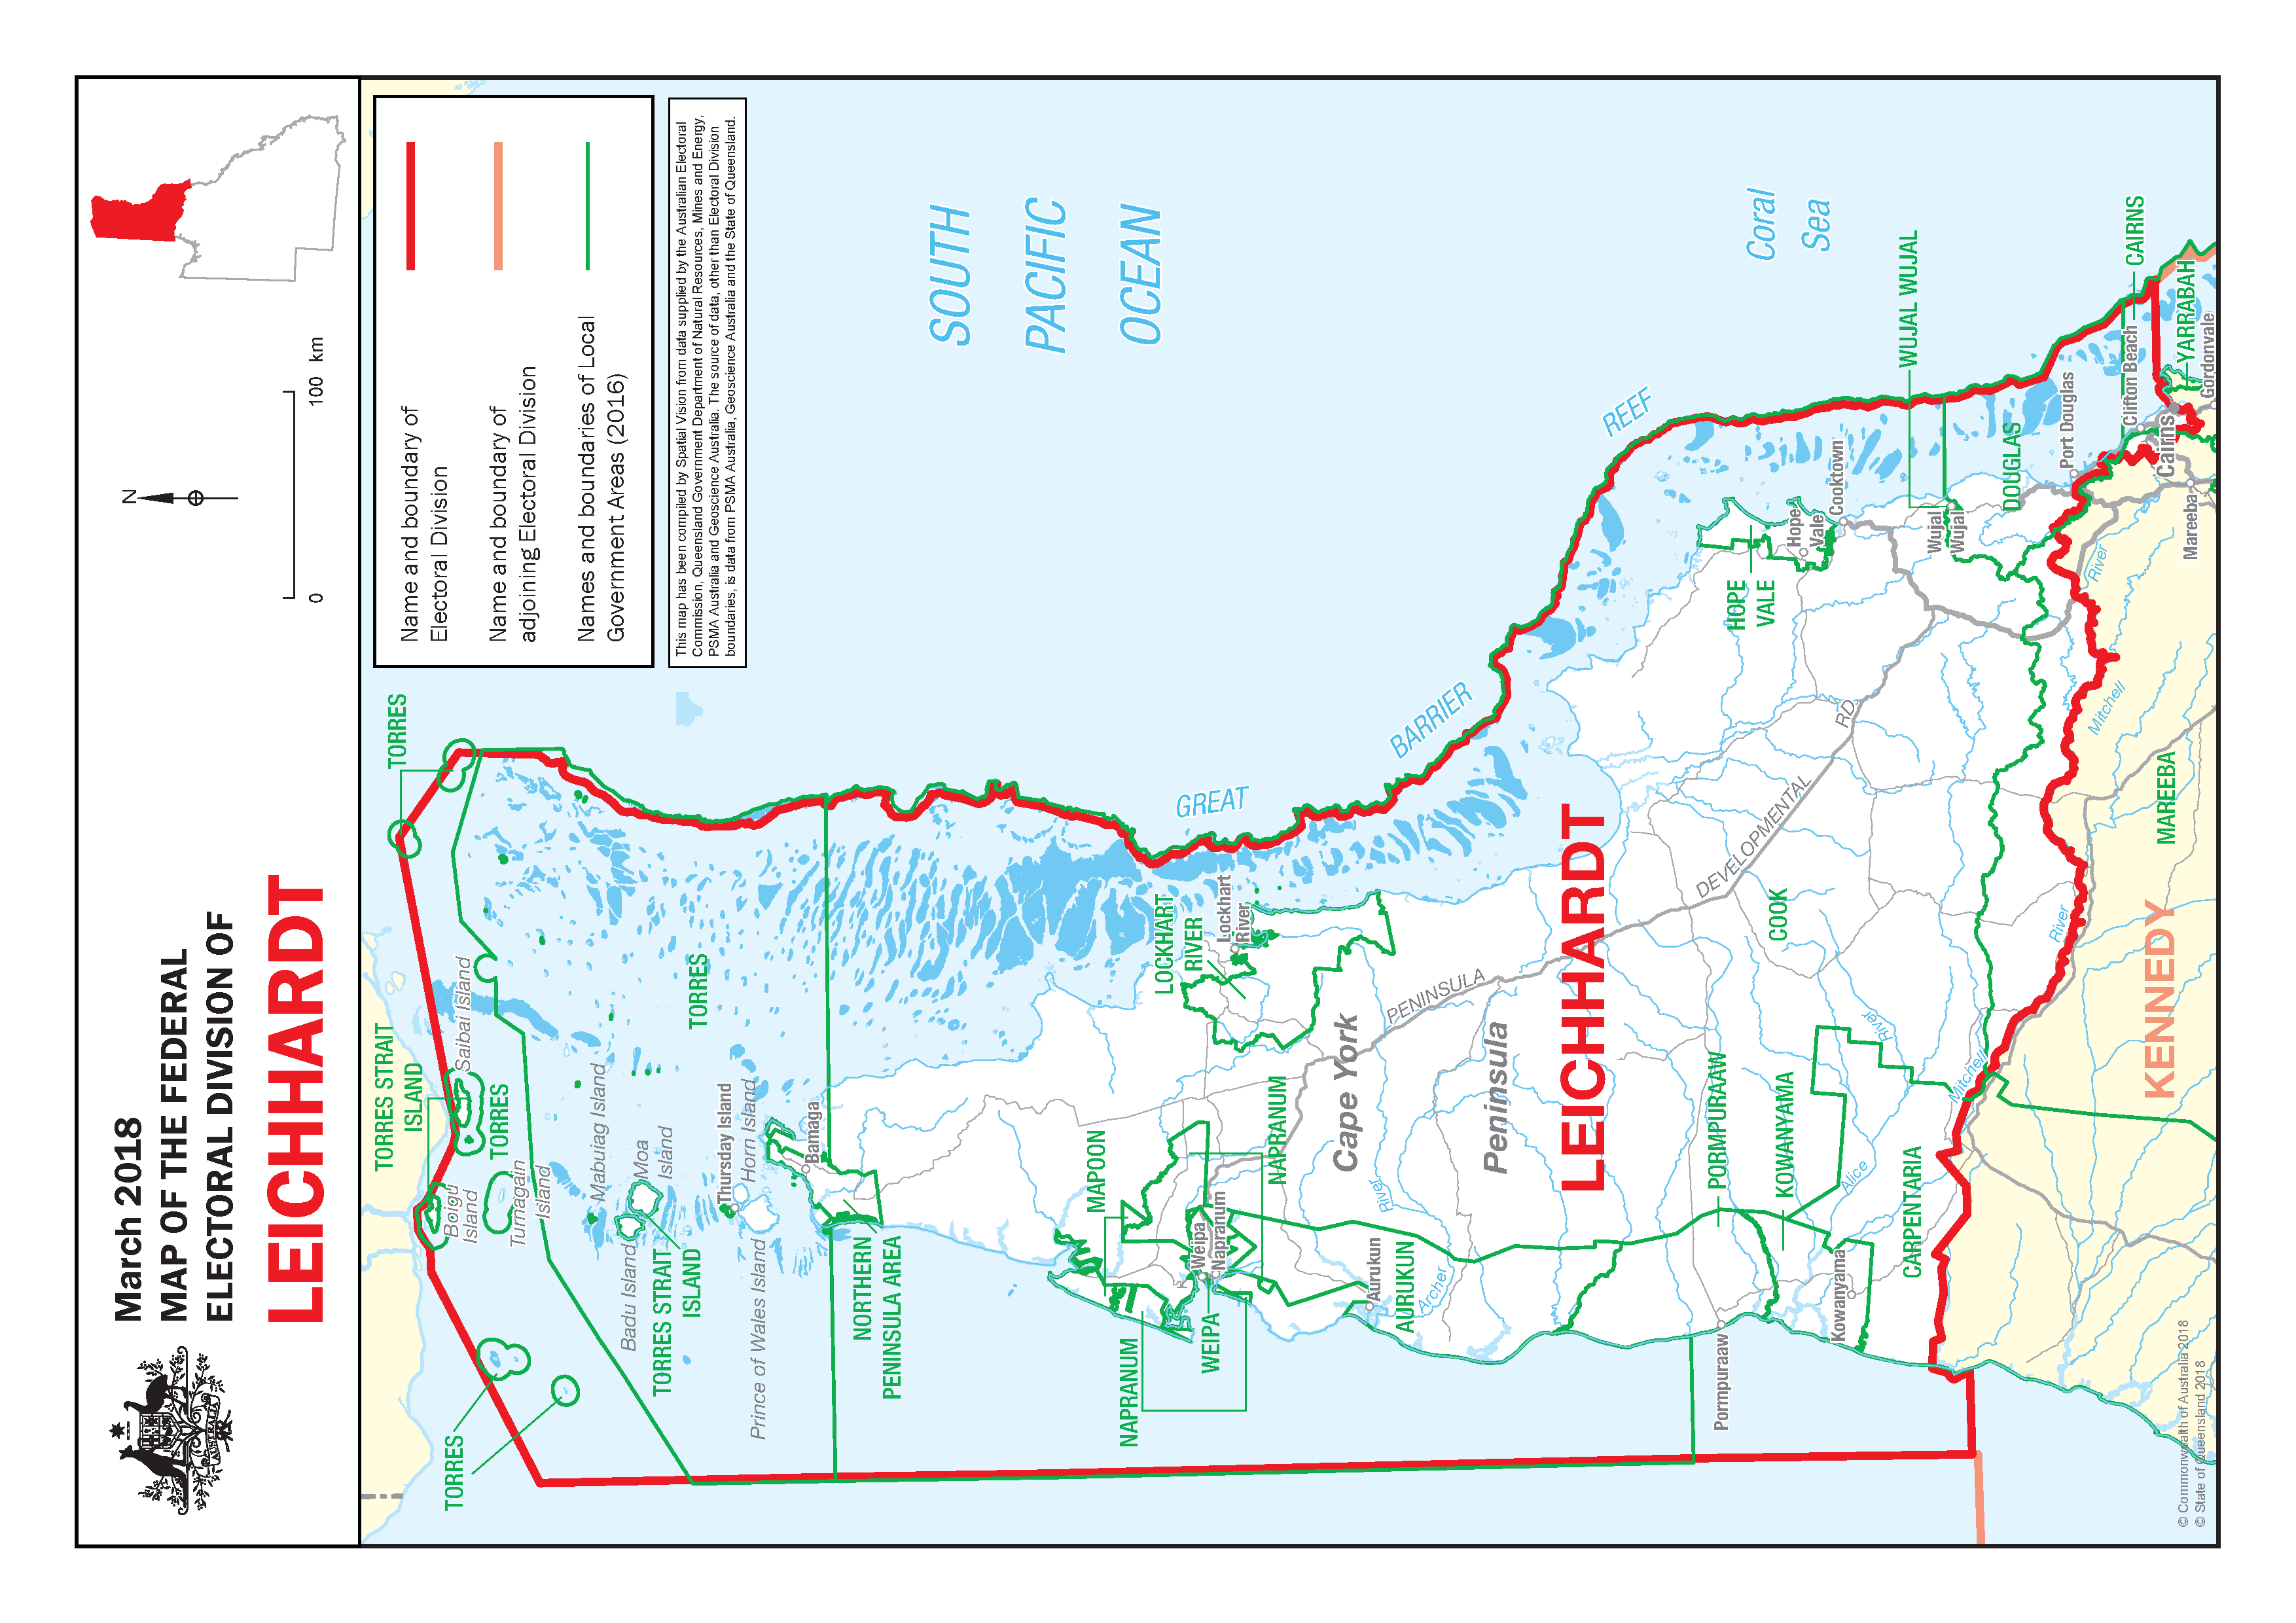 March 2018
MAP OF THE FEDERAL
ELECTORAL DIVISION OF
LEICHHARDT
AUSTRALIA
N
0
100 km
Name and boundary of
Electoral Division
Name and boundary of
adjoining Electoral Division
Names and boundaries of Local
Government Areas (2016)
This map has been compiled by Spatial Vision from data supplied by the Australian Electoral
Commission, Queensland Government Department of Natural Resources, Mines and Energy,
PSMA Australia and Geoscience Australia. The source of data, other than Electoral Division
boundaries, is data from PSMA Australia, Geoscience Australia and the State of Queensland.
TORRES
TORRES STRAIT
ISLAND
Saibai Island
Boigu
Island
TORRES
TORRES
Turnagain
Island
Mabuiag Island
Moa
Island
Badu Island
TORRES STRAIT
ISLAND
TORRES
Thursday Island
Horn Island
Prince of Wales Island
Bamaga
NORTHERN
PENINSULA AREA
SOUTH
PACIFIC
OCEAN
MAPOON
NAPRANUM
LOCKHART
RIVER
Lockhart
River
GREAT
BARRIER
REEF
Weipa
Napranum
WEIPA
NAPRANUM
Cape York
Peninsula
PENINSULA
DEVELOPMENTAL
RD
Aurukun
AURUKUN
Archer
River
LEICHHARDT
Coral
Sea
PORMPURAAW
Pormpuraaw
COOK
KOWANYAMA
Kowanyama
Alice
River
HOPE
VALE
Hope
Vale
Cooktown
WUJAL WUJAL
Wujal
Wujal
CARPENTARIA
Mitchell
River
DOUGLAS
Port Douglas
Mitchell
River
Clifton Beach
CAIRNS
Cairns
YARRABAH
Gordonvale
Mareeba
MAREEBA
KENNEDY
© Commonwealth of Australia 2018
© State of Queensland 2018